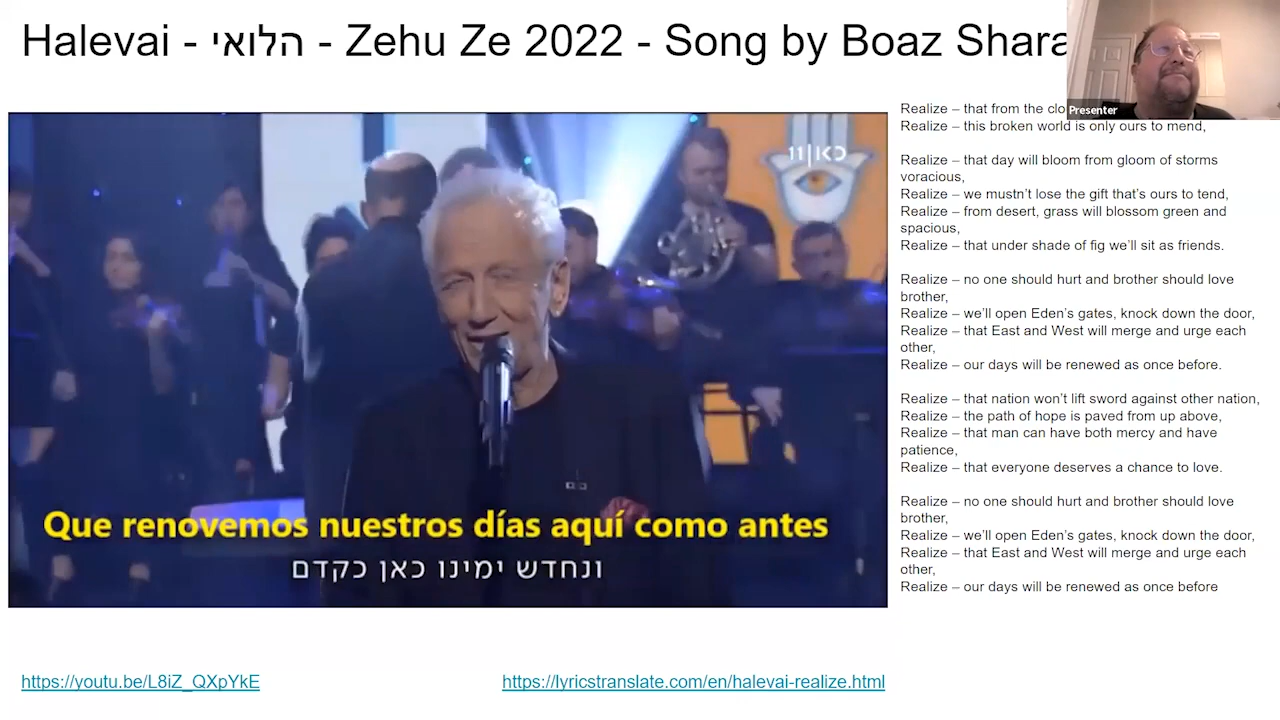 Halevai - הלואי - Zehu Ze 2022 - Song by Boaz Shara
Presenter
כאן|11
Que renovemos nuestros días aquí como antes
ונחדש ימינו כאן כקדם
Realize – that from the clo
Realize – this broken world is only ours to mend,
Realize – that day will bloom from gloom of storms
voracious,
Realize – we mustn’t lose the gift that’s ours to tend,
Realize – from desert, grass will blossom green and
spacious,
Realize – that under shade of fig we’ll sit as friends.
Realize – no one should hurt and brother should love
brother,
Realize – we’ll open Eden’s gates, knock down the door,
Realize – that East and West will merge and urge each
other,
Realize – our days will be renewed as once before.
Realize – that nation won’t lift sword against other nation,
Realize – the path of hope is paved from up above,
Realize – that man can have both mercy and have
patience,
Realize – that everyone deserves a chance to love.
Realize – no one should hurt and brother should love
brother,
Realize – we’ll open Eden’s gates, knock down the door,
Realize – that East and West will merge and urge each
other,
Realize – our days will be renewed as once before
https://youtu.be/L8iZ_QXpYkE
https://lyricstranslate.com/en/halevai-realize.html